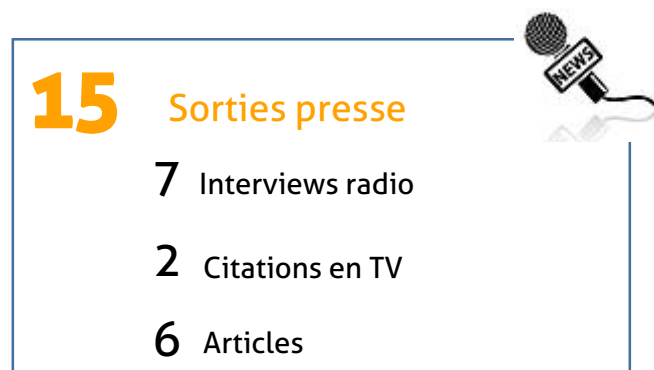 NEWS
15 Sorties presse
7 Interviews radio
2 Citations en TV
6 Articles